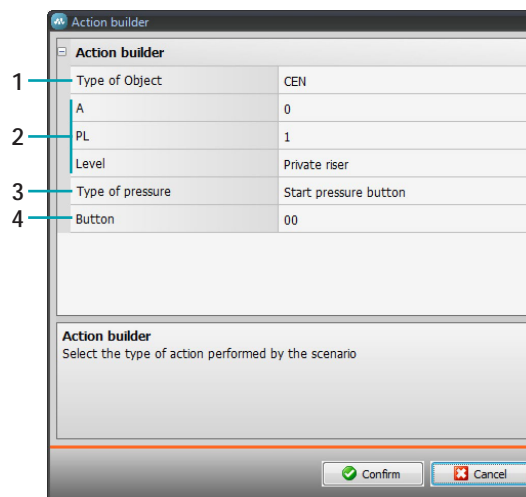 Action builder
Action builder
1 Type of Object CEN
A 0
2 PL 1
Level Private riser
3 Type of pressure Start pressure button
4 Button 00
Action builder
Select the type of action performed by the scenario
Confirm Cancel